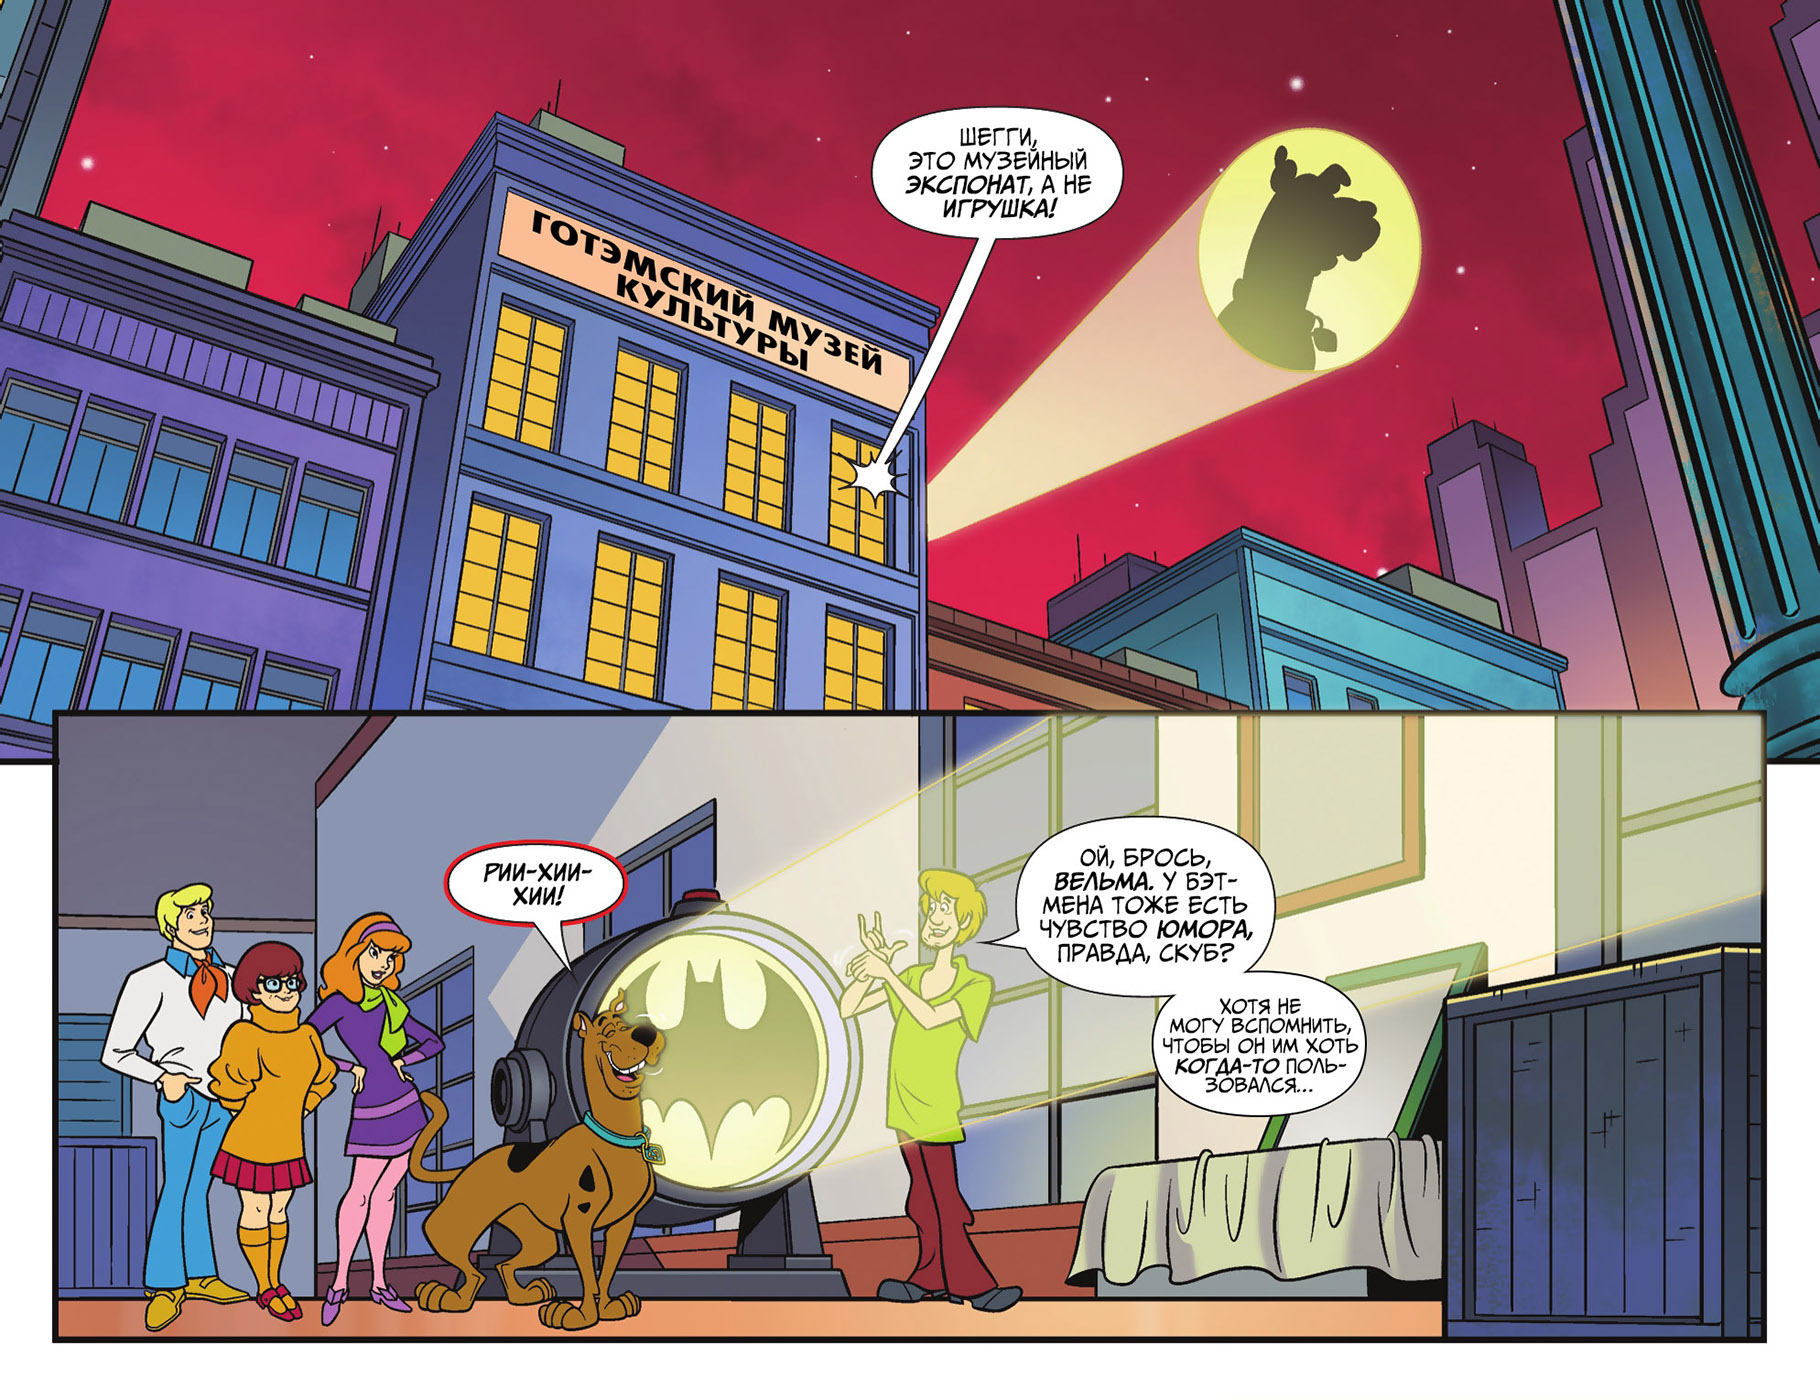 ШЕГГИ,
ЭТО МУЗЕЙНЫЙ
ЭКСПОНАТ, А НЕ
ИГРУШКА!
ГОТЭМСКИЙ МУЗЕЙ
КУЛЬТУРЫ
РИИ-ХИИ-
ХИИ!
ОЙ, БРОСЬ,
ВЕЛЬМА. У БЭТ-
МЕНА ТОЖЕ ЕСТЬ
ЧУВСТВО ЮМОРА,
ПРАВДА, СКУБ?
ХОТЯ НЕ
МОГУ ВСПОМНИТЬ,
ЧТОБЫ ОН ИМ ХОТЬ
КОГДА-ТО ПОЛЬ-
ЗОВАЛСЯ...